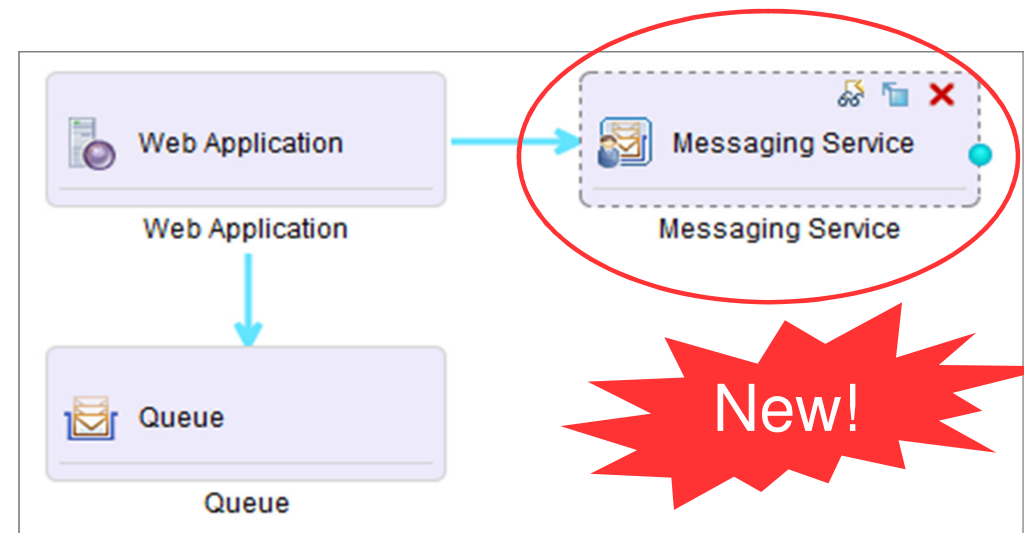 Web Application
Messaging Service
Web Application
Messaging Service
Queue
New!
Queue